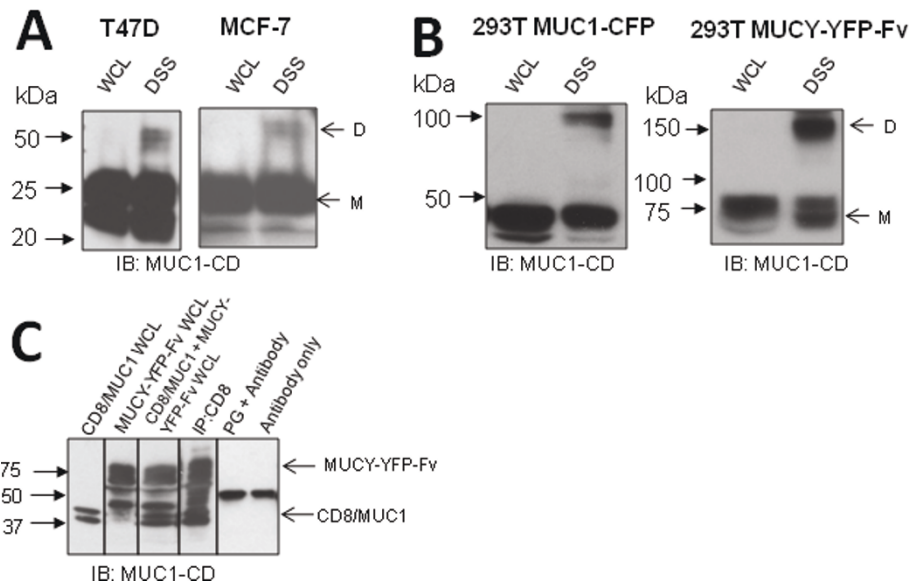 A
T47D
MCF-7
WCL
DSS
WCL
DSS
kDa
50
25
20
D
M
IB: MUC1-CD
B
293T MUC1-CFP
293T MUCY-YFP-Fv
WCL
DSS
WCL
DSS
kDa
100
50
kDa
150
100
75
D
M
IB: MUC1-CD
IB: MUC1-CD
C
CD8/MUC1 WCL
MUCY-YFP-Fv WCL
CD8/MUC1 + MUCY-
YFP-Fv WCL
IP:CD8
PG + Antibody
Antibody only
75
50
37
MUCY-YFP-Fv
CD8/MUC1
IB: MUC1-CD